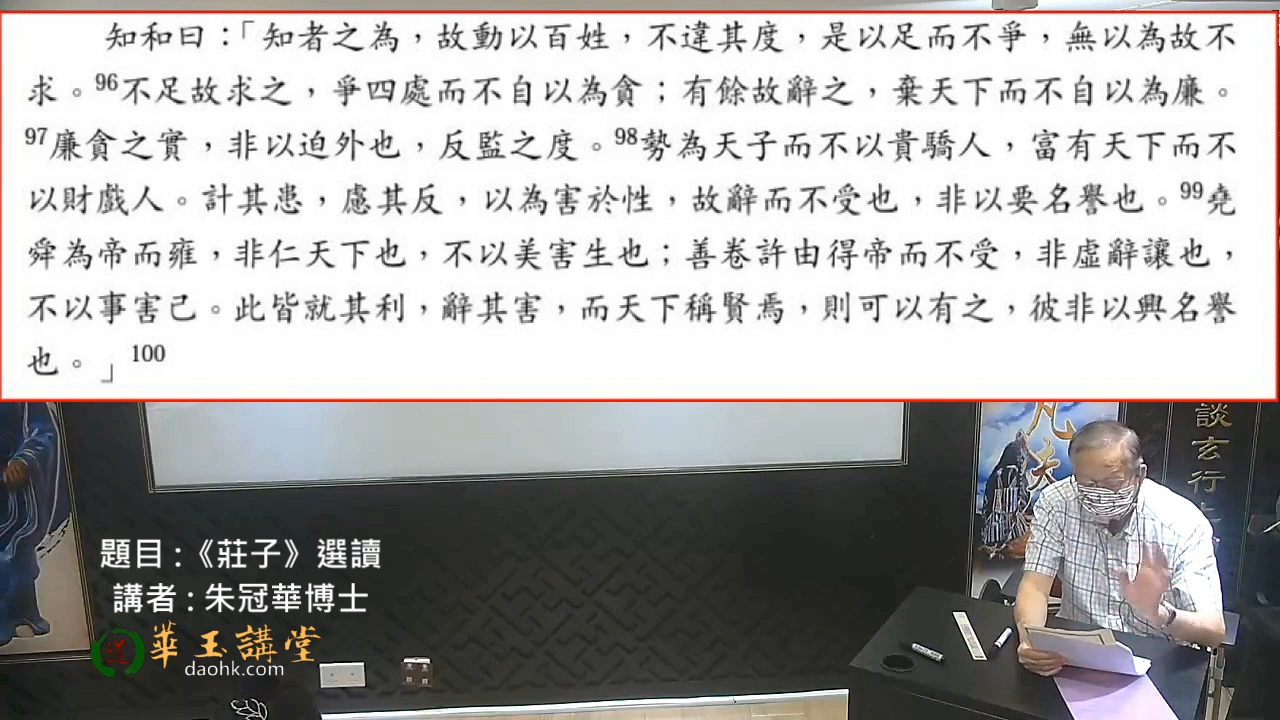 知和曰：「知者之為，故動以百姓，不違其度，是以足而不爭，無以為故不
求。96不足故求之，爭四處而不自以為貪；有餘故辭之，棄天下而不自以為廉。
97廉貪之實，非以迫外也，反監之度。98勢為天子而不以貴驕人，富有天下而不
以財戲人。計其患，慮其反，以為害於性，故辭而不受也，非以要名譽也。99堯
舜為帝而雍，非仁天下也，不以美害生也；善卷許由得帝而不受，非虛辭讓也，
不以事害己。此皆就其利，辭其害，而天下稱賢焉，則可以有之，彼非以興名譽
也。」100
凡夫
談玄行上
題目 :《莊子》選讀
講者 : 朱冠華博士
道 華玉講堂
daohk.com